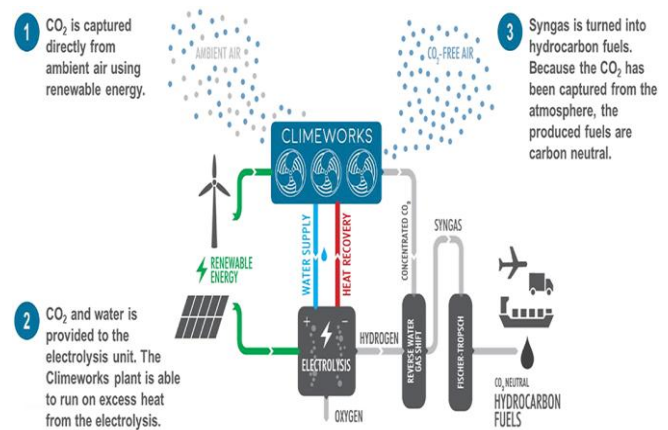 1
CO₂ is captured
directly from
ambient air using
renewable energy.
AMBIENT AIR
CO₂-FREE AIR
3
Syngas is turned into
hydrocarbon fuels.
Because the CO₂ has
been captured from the
atmosphere, the
produced fuels are
carbon neutral.
CLIMEWORKS
WATER SUPPLY
HEAT RECOVERY
CONCENTRATED CO₂
SYNGAS
RENEWABLE
ENERGY
2
CO₂ and water is
provided to the
electrolysis unit. The
Climeworks plant is able
to run on excess heat
from the electrolysis.
+ −
ELECTROLYSIS
HYDROGEN
OXYGEN
REVERSE WATER
GAS SHIFT
FISCHER-TROPSCH
CO₂ NEUTRAL
HYDROCARBON
FUELS